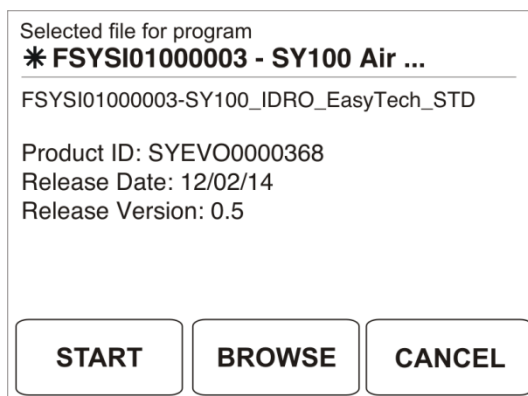 Selected file for program
✳ FSYSI01000003 - SY100 Air ...
FSYSI01000003-SY100_IDRO_EasyTech_STD
Product ID: SYEVO0000368
Release Date: 12/02/14
Release Version: 0.5
START BROWSE CANCEL